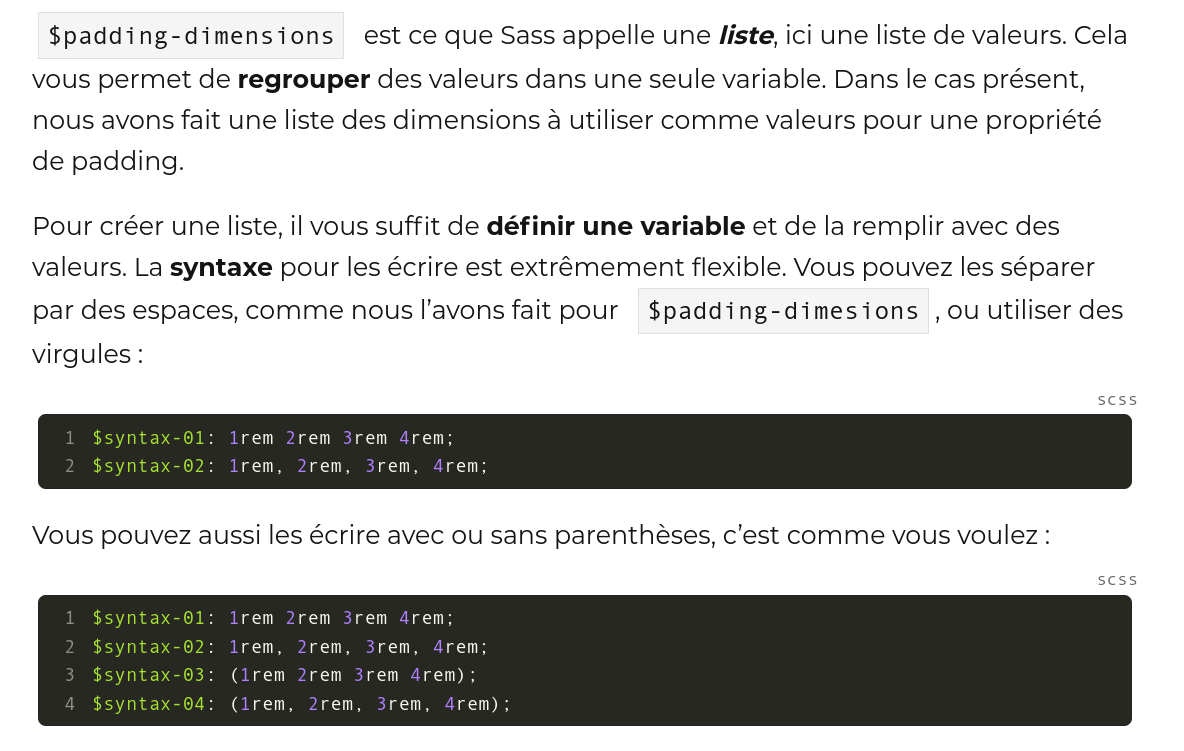 $padding-dimensions est ce que Sass appelle une liste, ici une liste de valeurs. Cela
vous permet de regrouper des valeurs dans une seule variable. Dans le cas présent,
nous avons fait une liste des dimensions à utiliser comme valeurs pour une propriété
de padding.
Pour créer une liste, il vous suffit de définir une variable et de la remplir avec des
valeurs. La syntaxe pour les écrire est extrêmement flexible. Vous pouvez les séparer
par des espaces, comme nous l’avons fait pour $padding-dimesions , ou utiliser des
virgules :
SCSS
1 $syntax-01: 1rem 2rem 3rem 4rem;
2 $syntax-02: 1rem, 2rem, 3rem, 4rem;
Vous pouvez aussi les écrire avec ou sans parenthèses, c’est comme vous voulez :
SCSS
1 $syntax-01: 1rem 2rem 3rem 4rem;
2 $syntax-02: 1rem, 2rem, 3rem, 4rem;
3 $syntax-03: (1rem 2rem 3rem 4rem);
4 $syntax-04: (1rem, 2rem, 3rem, 4rem);